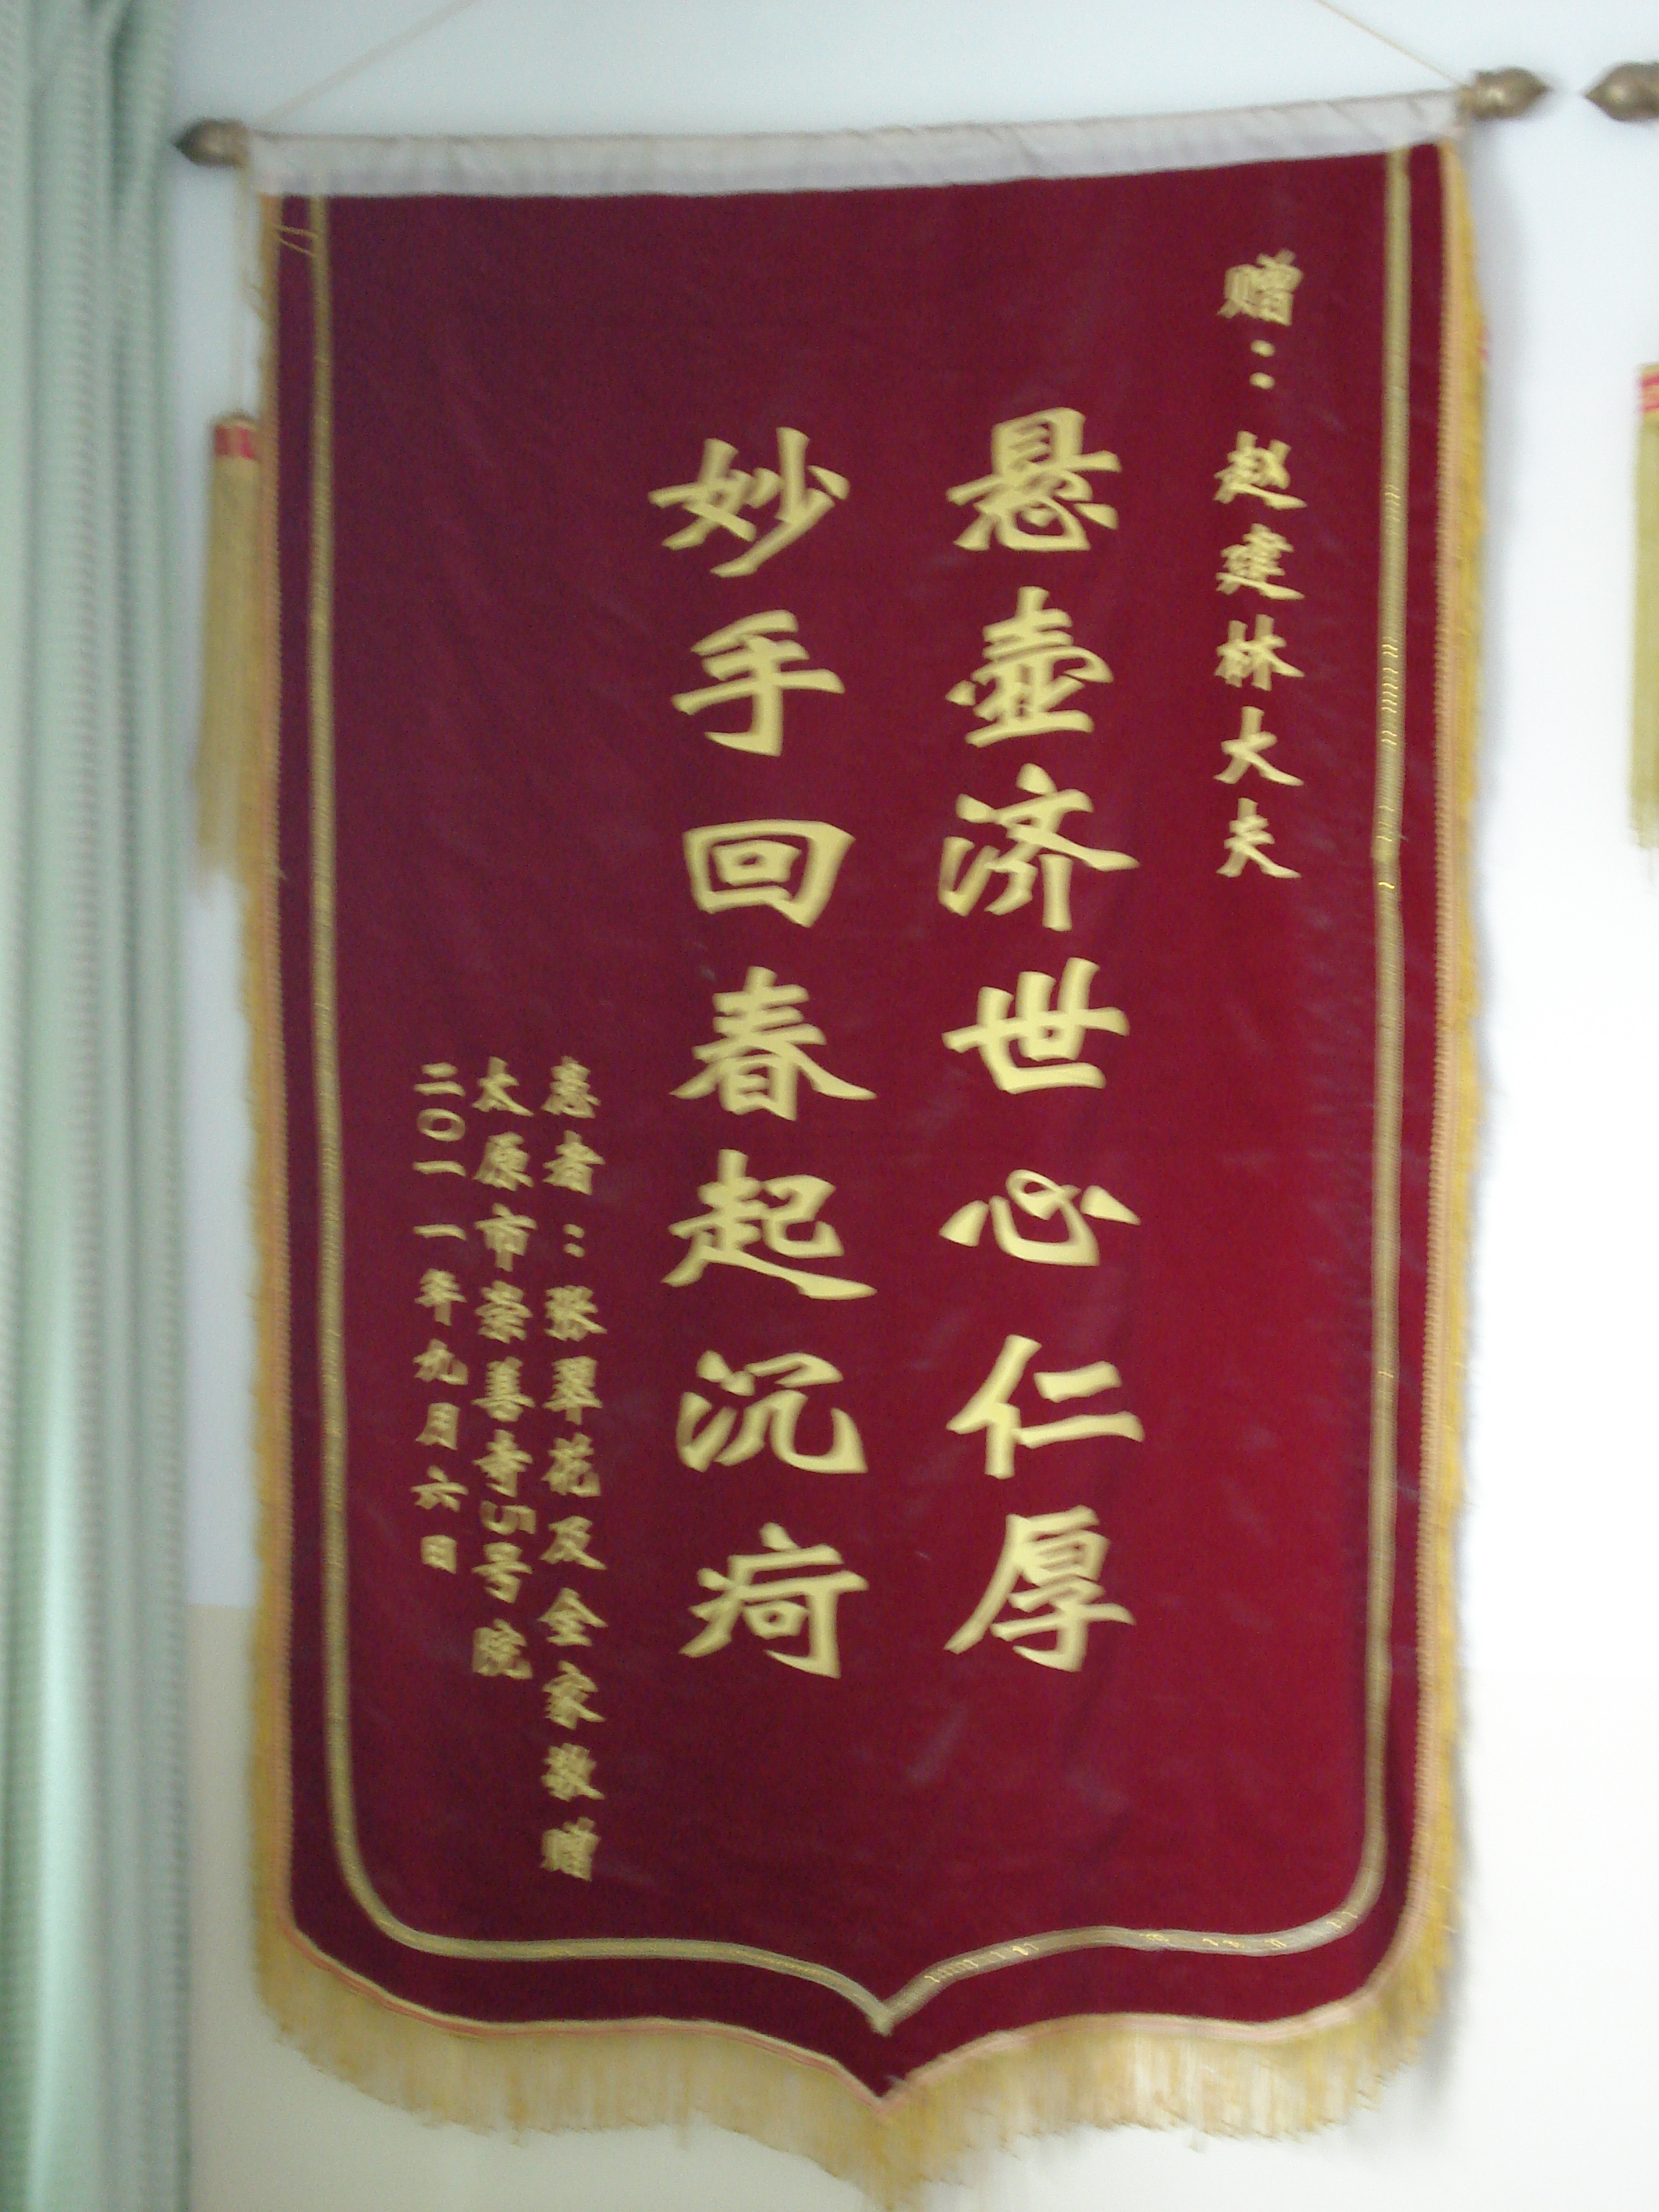 赠：赵建林大夫
悬壶济世心仁厚
妙手回春起沉疴
患者：张翠花及全家敬赠
太原市崇善寺5号院
二〇一一年九月六日